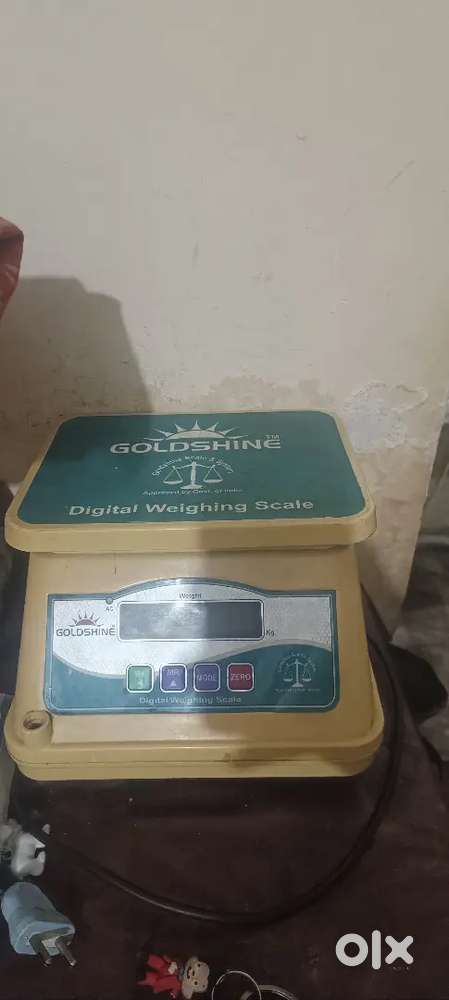 GOLDSHINE TM
Approved by Govt. of India
Digital Weighing Scale
Weight
AC
GOLDSHINE
Kg.
MR
MODE
ZERO
Digital Weighing Scale
olx